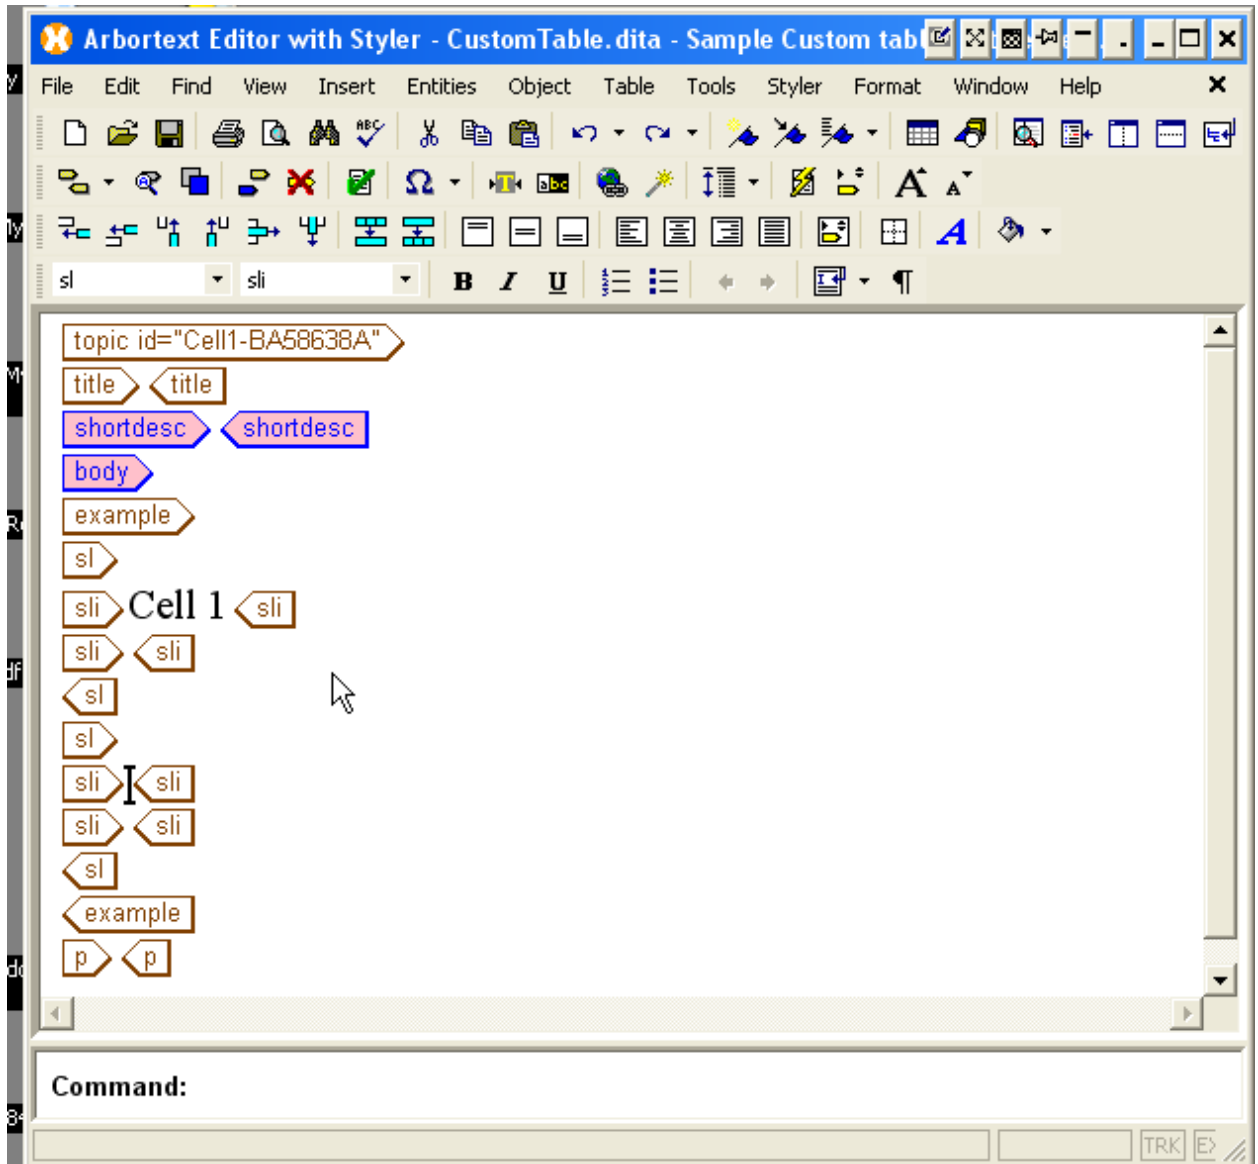 Arbortext Editor with Styler - CustomTable.dita - Sample Custom tab
File Edit Find View Insert Entities Object Table Tools Styler Format Window Help
sl sli B I U
topic id="Cell1-BA58638A"
title title
shortdesc shortdesc
body
example
sl
sli Cell 1 sli
sli sli
sl
sl
sli sli
sli sli
sl
example
p p
Command:
TRK